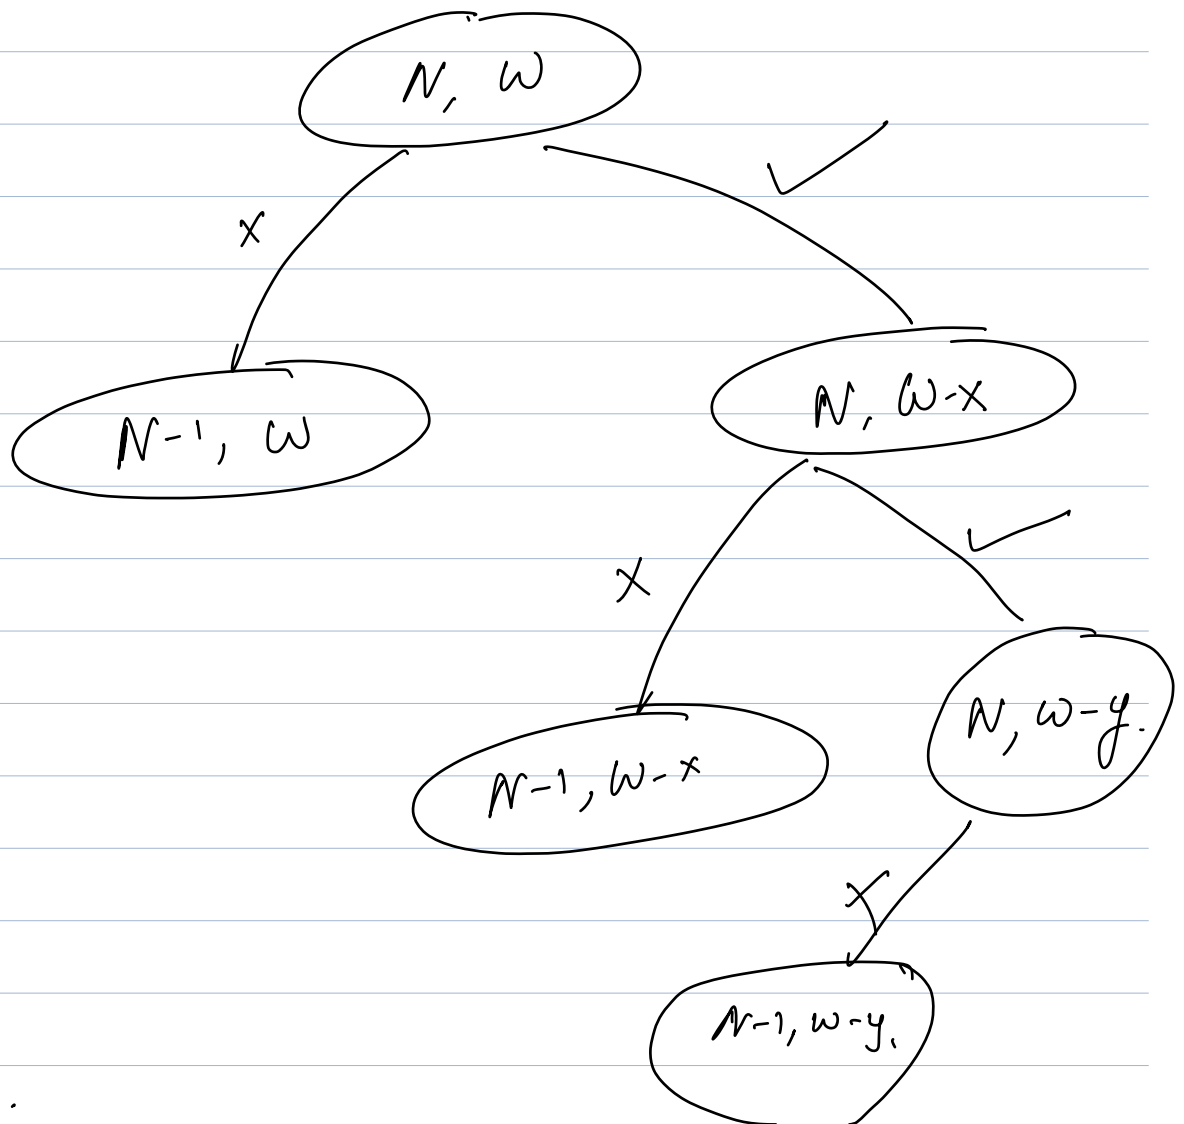 N, W
x
✓
N-1, W
N, W-x
x
✓
N, W-y.
N-1, W-x
x
N-1, W-y.